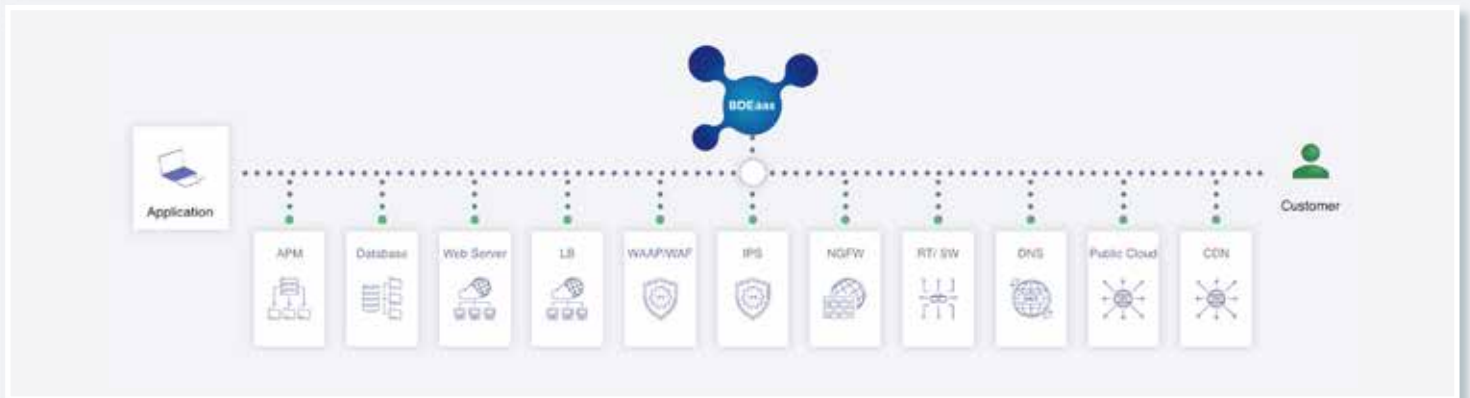 BDEaas
Application
Customer
APM
Database
Web Server
LB
WAAP/WAF
IPS
NGFW
RT/ SW
DNS
Public Cloud
CDN